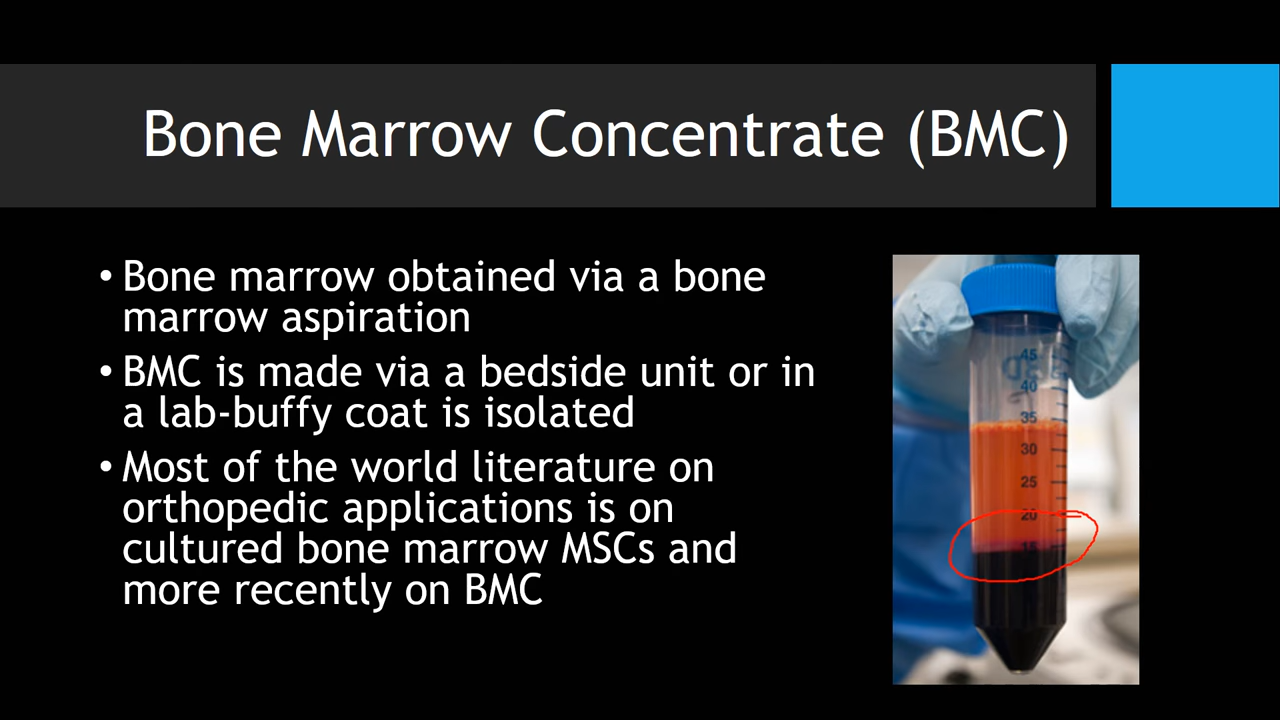 Bone Marrow Concentrate (BMC)
• Bone marrow obtained via a bone
marrow aspiration
• BMC is made via a bedside unit or in
a lab-buffy coat is isolated
• Most of the world literature on
orthopedic applications is on
cultured bone marrow MSCs and
more recently on BMC
45
40
35
30
25
20
15